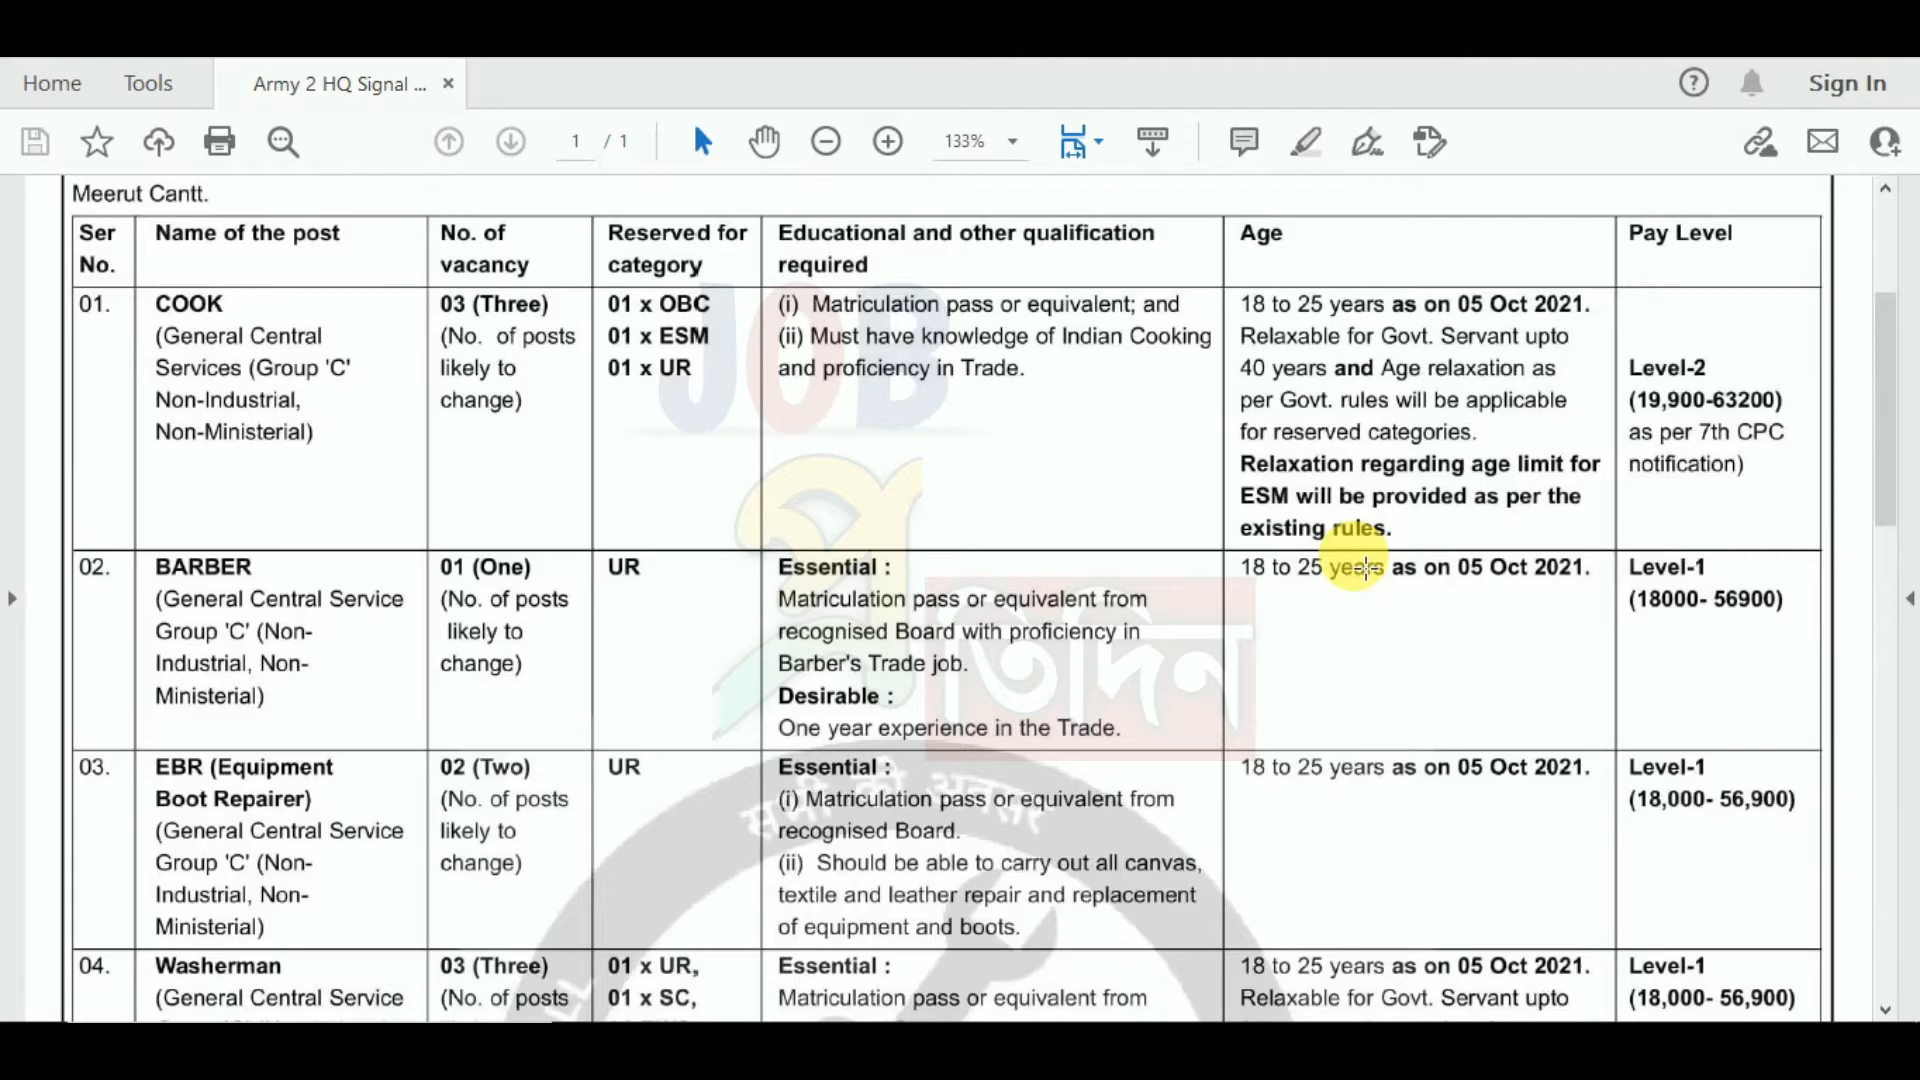 Home Tools Army 2 HQ Signal ... × Sign In
1 / 1 133%
Meerut Cantt.
Ser No. Name of the post No. of vacancy Reserved for category Educational and other qualification required Age Pay Level
01.
COOK
(General Central
Services (Group 'C'
Non-Industrial,
Non-Ministerial)
03 (Three)
(No. of posts
likely to
change)
01 x OBC
01 x ESM
01 x UR
(i) Matriculation pass or equivalent; and
(ii) Must have knowledge of Indian Cooking
and proficiency in Trade.
18 to 25 years as on 05 Oct 2021.
Relaxable for Govt. Servant upto
40 years and Age relaxation as
per Govt. rules will be applicable
for reserved categories.
Relaxation regarding age limit for
ESM will be provided as per the
existing rules.
Level-2
(19,900-63200)
as per 7th CPC
notification)
02.
BARBER
(General Central Service
Group 'C' (Non-
Industrial, Non-
Ministerial)
01 (One)
(No. of posts
likely to
change)
UR
Essential :
Matriculation pass or equivalent from
recognised Board with proficiency in
Barber's Trade job.
Desirable :
One year experience in the Trade.
18 to 25 years as on 05 Oct 2021.
Level-1
(18000- 56900)
03.
EBR (Equipment
Boot Repairer)
(General Central Service
Group 'C' (Non-
Industrial, Non-
Ministerial)
02 (Two)
(No. of posts
likely to
change)
UR
Essential :
(i) Matriculation pass or equivalent from
recognised Board.
(ii) Should be able to carry out all canvas,
textile and leather repair and replacement
of equipment and boots.
18 to 25 years as on 05 Oct 2021.
Level-1
(18,000- 56,900)
04.
Washerman
(General Central Service
03 (Three)
(No. of posts
01 x UR,
01 x SC,
Essential :
Matriculation pass or equivalent from
18 to 25 years as on 05 Oct 2021.
Relaxable for Govt. Servant upto
Level-1
(18,000- 56,900)
JOB
প্রতিদিন
सभी को अवसर